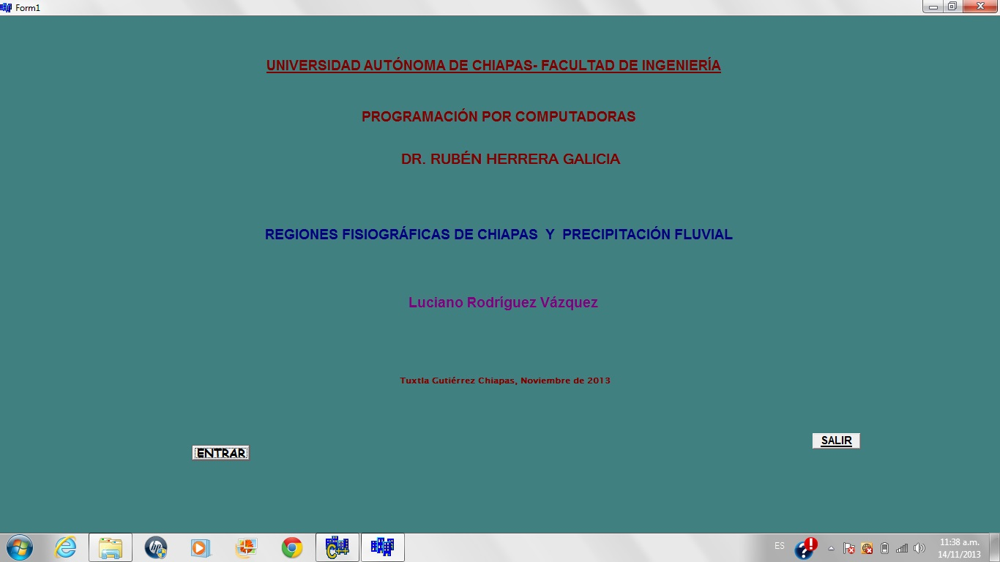 Form1
UNIVERSIDAD AUTÓNOMA DE CHIAPAS- FACULTAD DE INGENIERÍA
PROGRAMACIÓN POR COMPUTADORAS
DR. RUBÉN HERRERA GALICIA
REGIONES FISIOGRÁFICAS DE CHIAPAS  Y  PRECIPITACIÓN FLUVIAL
Luciano Rodríguez Vázquez
Tuxtla Gutiérrez Chiapas, Noviembre de 2013
SALIR
ENTRAR
hp
C++
ES
11:38 a.m.
14/11/2013